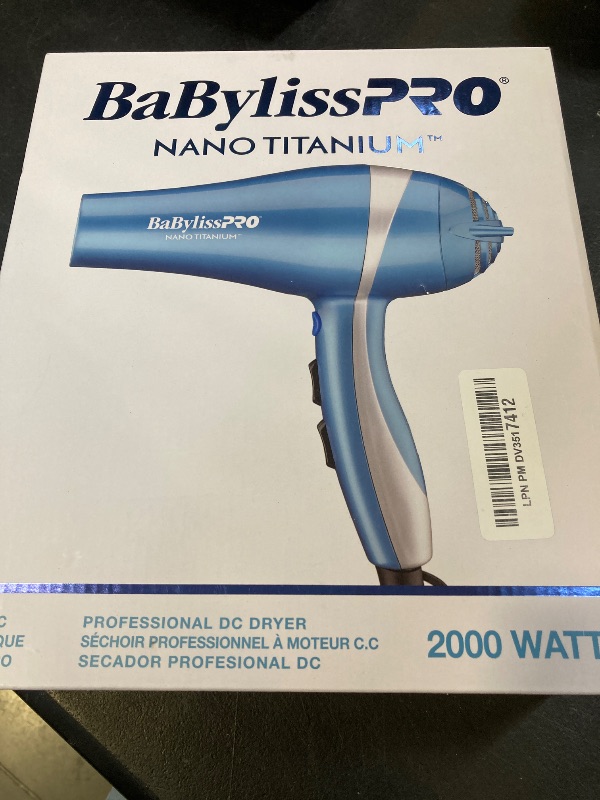 BaBylissPRO®
NANO TITANIUM™
BaBylissPRO®
NANO TITANIUM™
LPN PM DV3517412
PROFESSIONAL DC DRYER
SÉCHOIR PROFESSIONNEL À MOTEUR C.C
SECADOR PROFESIONAL DC
2000 WATT